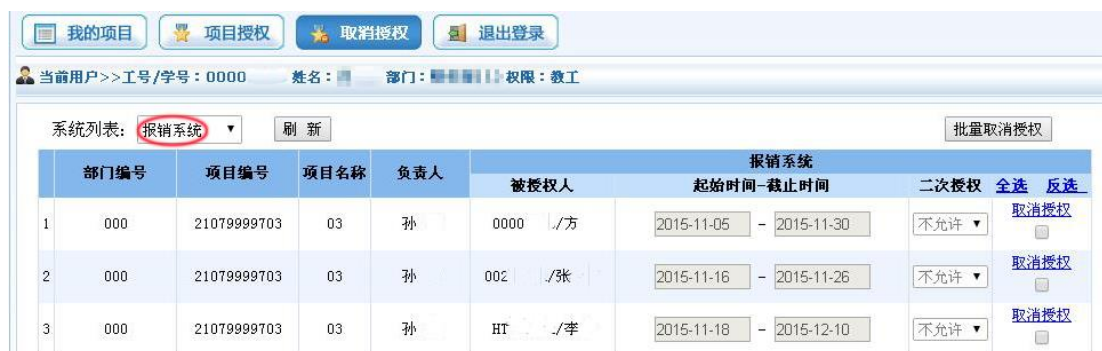 我的项目 项目授权 取消授权 退出登录
当前用户>>工号/学号：0000 姓名： 部门： 权限：教工
系统列表： 报销系统 ▼ 刷 新 批量取消授权
部门编号 项目编号 项目名称 负责人 报销系统
被授权人 起始时间-截止时间 二次授权 全选 反选
1 000 21079999703 03 孙 0000 ./方 2015-11-05 - 2015-11-30 不允许 ▼ 取消授权
2 000 21079999703 03 孙 002 ./张 2015-11-16 - 2015-11-26 不允许 ▼ 取消授权
3 000 21079999703 03 孙 HT ./李 2015-11-18 - 2015-12-10 不允许 ▼ 取消授权